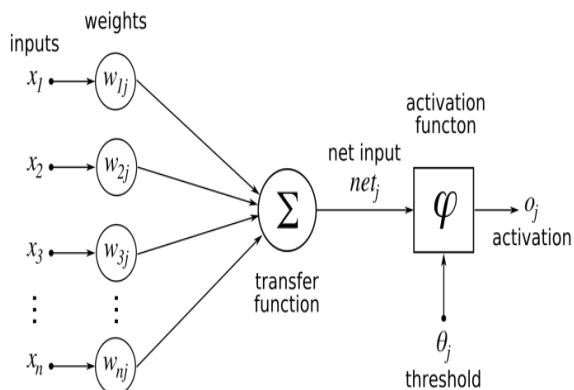 weights
inputs
x1 w1j
x2 w2j
x3 w3j
⋮ ⋮
xn wnj
Σ
transfer
function
net input
netj
activation
functon
φ
oj
activation
θj
threshold